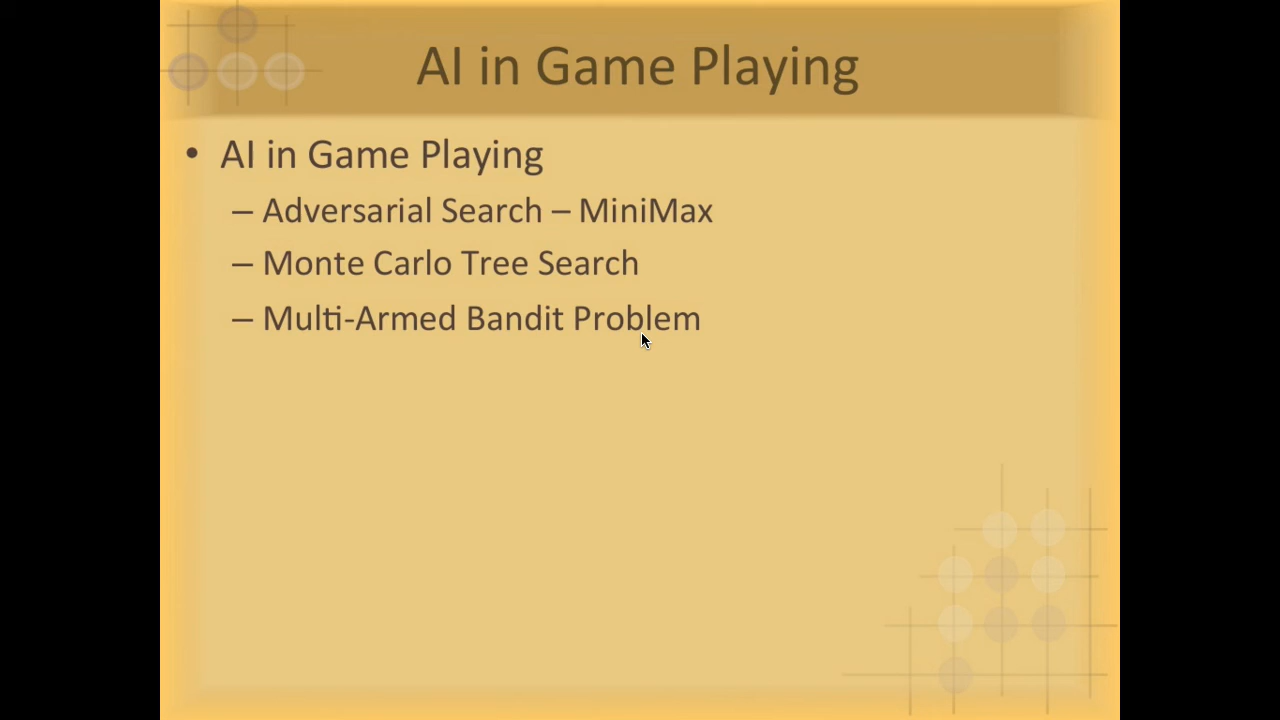 AI in Game Playing
• AI in Game Playing
– Adversarial Search – MiniMax
– Monte Carlo Tree Search
– Multi-Armed Bandit Problem